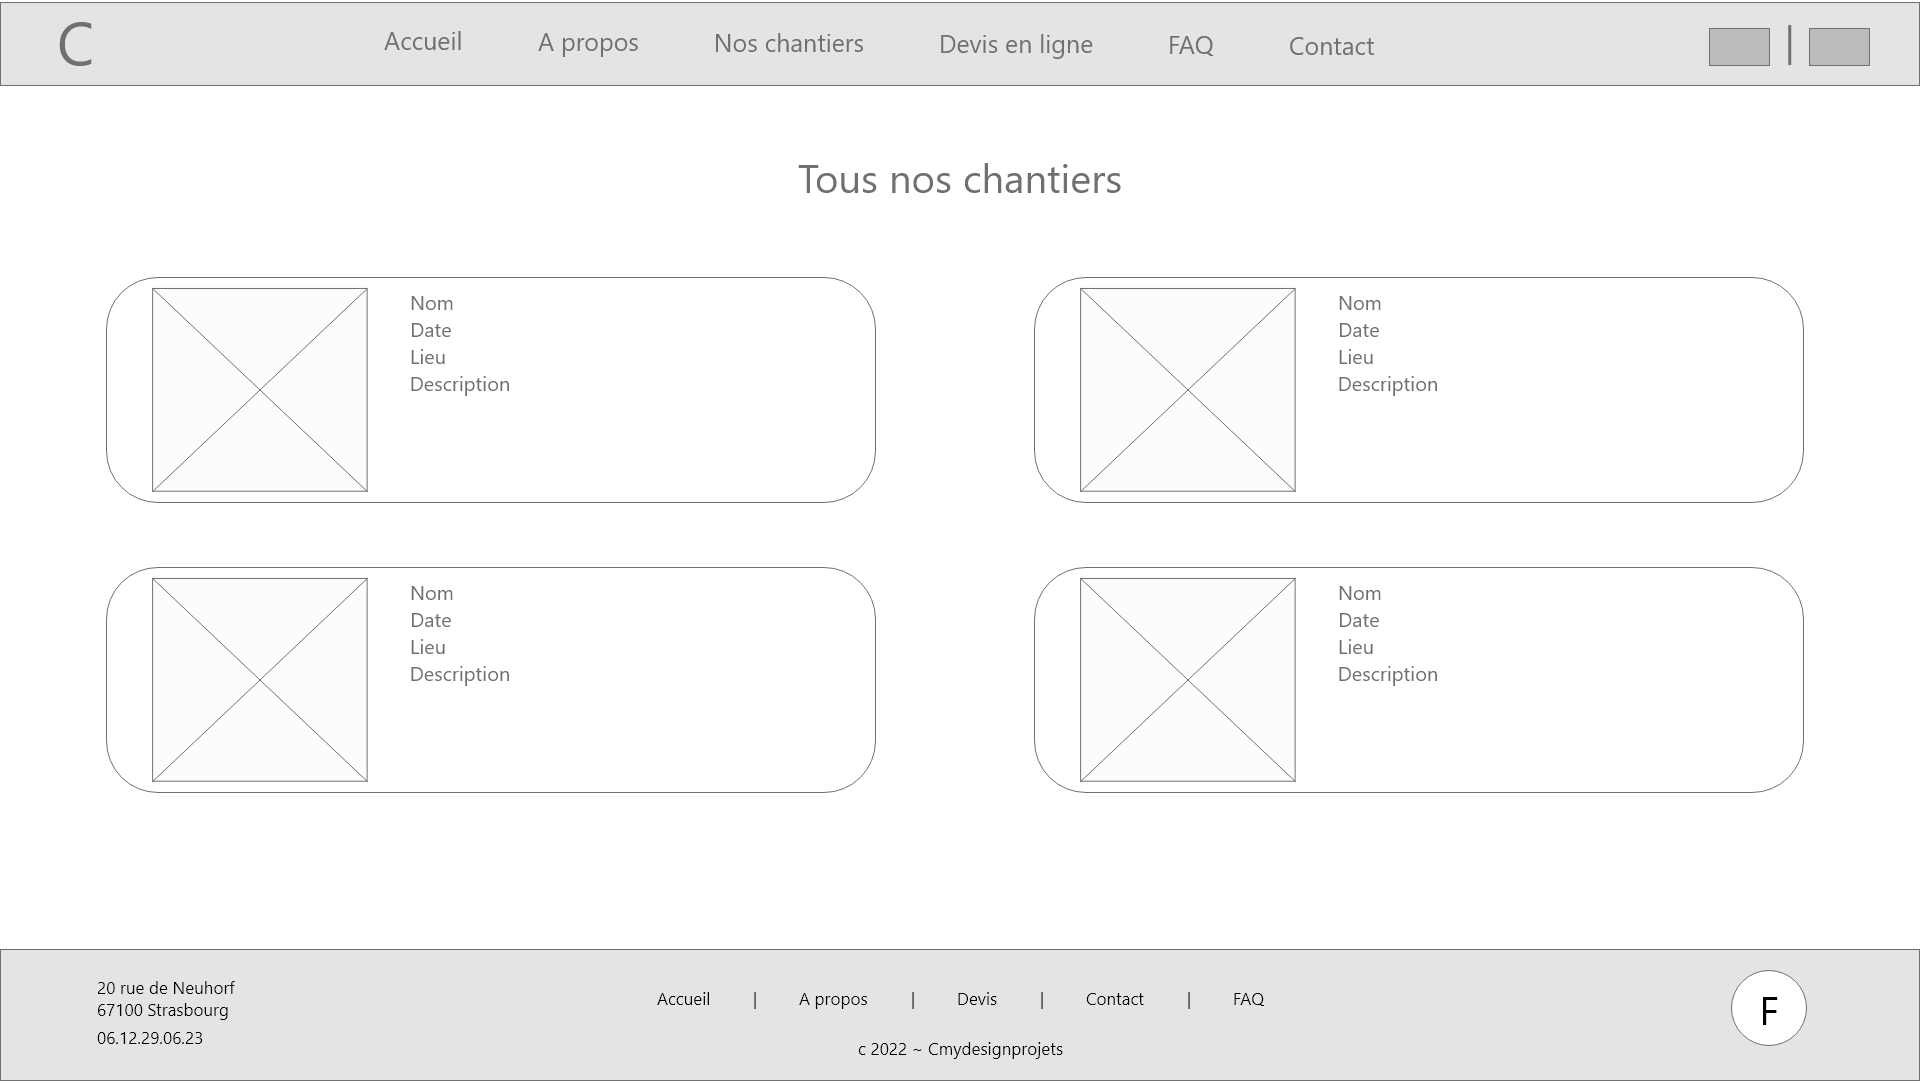 C
Accueil
A propos
Nos chantiers
Devis en ligne
FAQ
Contact
|
Tous nos chantiers
Nom
Date
Lieu
Description
Nom
Date
Lieu
Description
Nom
Date
Lieu
Description
Nom
Date
Lieu
Description
20 rue de Neuhorf
67100 Strasbourg
06.12.29.06.23
Accueil | A propos | Devis | Contact | FAQ
c 2022 ~ Cmydesignprojets
F